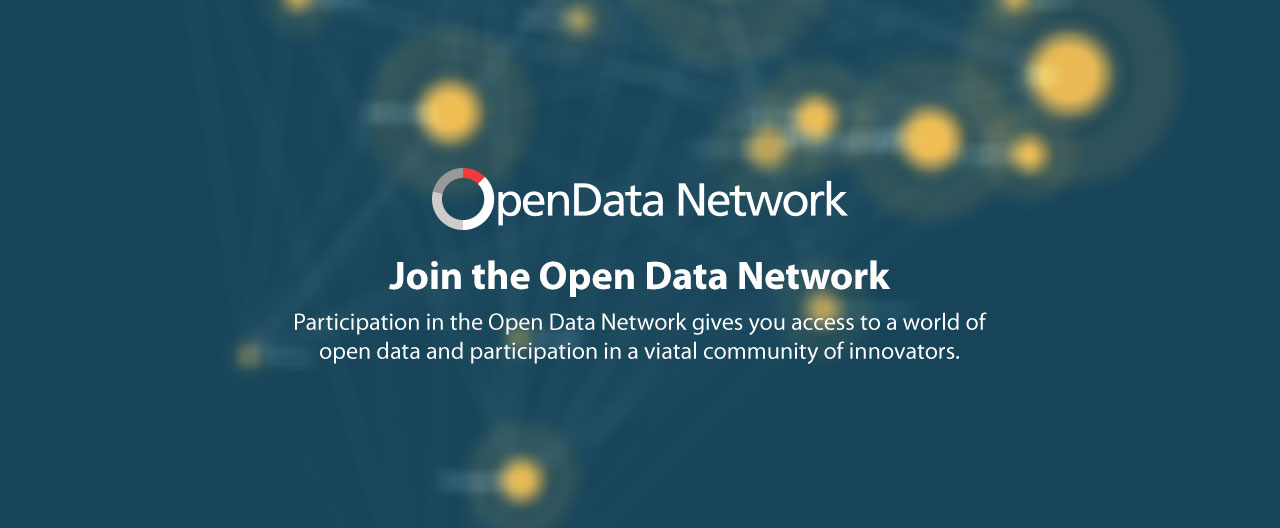 OpenData Network
Join the Open Data Network
Participation in the Open Data Network gives you access to a world of
open data and participation in a viatal community of innovators.